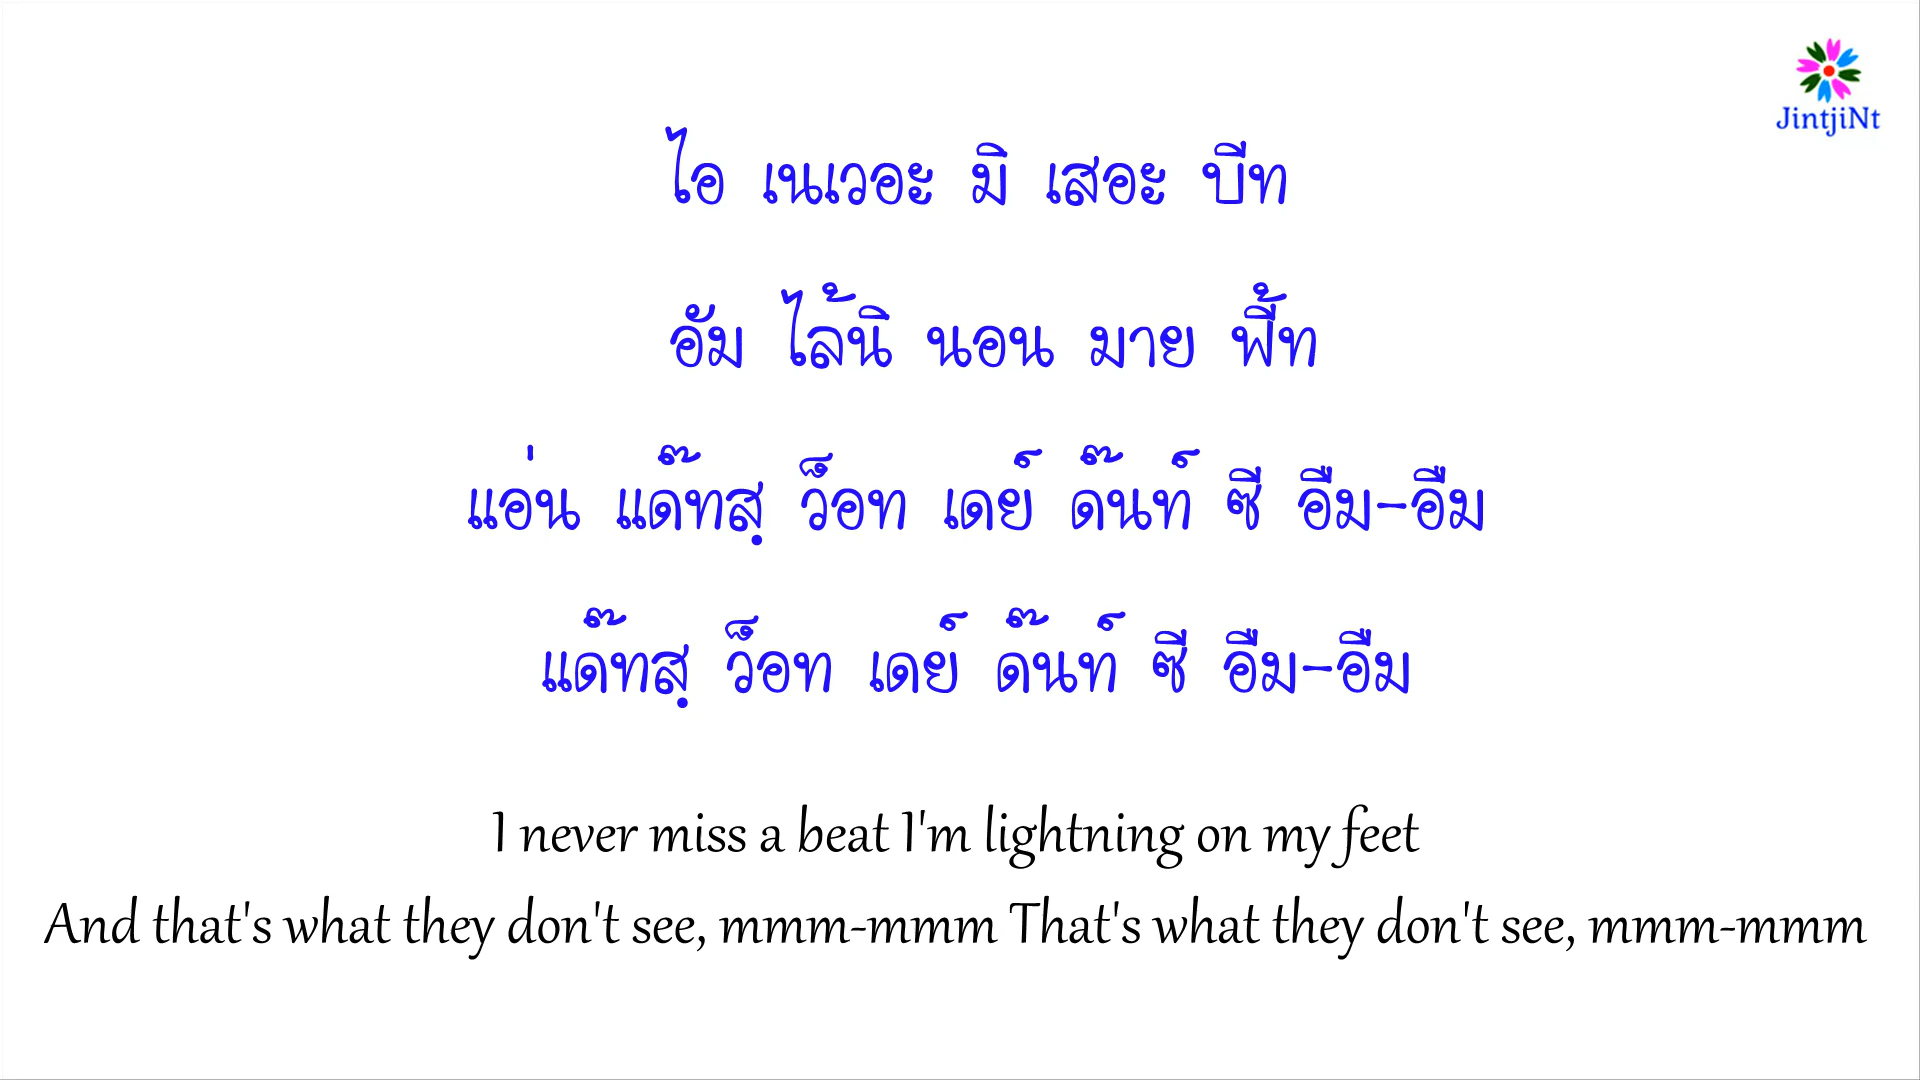 JintjiNt
ไอ เนเวอะ มิ เสอะ บีท
อัม ไล้นิ นอน มาย ฟี้ท
แอ่น แด๊ทสฺ ว็อท เดย์ ด๊นท์ ซี อืม-อืม
แด๊ทสฺ ว็อท เดย์ ด๊นท์ ซี อืม-อืม
I never miss a beat I'm lightning on my feet
And that's what they don't see, mmm-mmm That's what they don't see, mmm-mmm